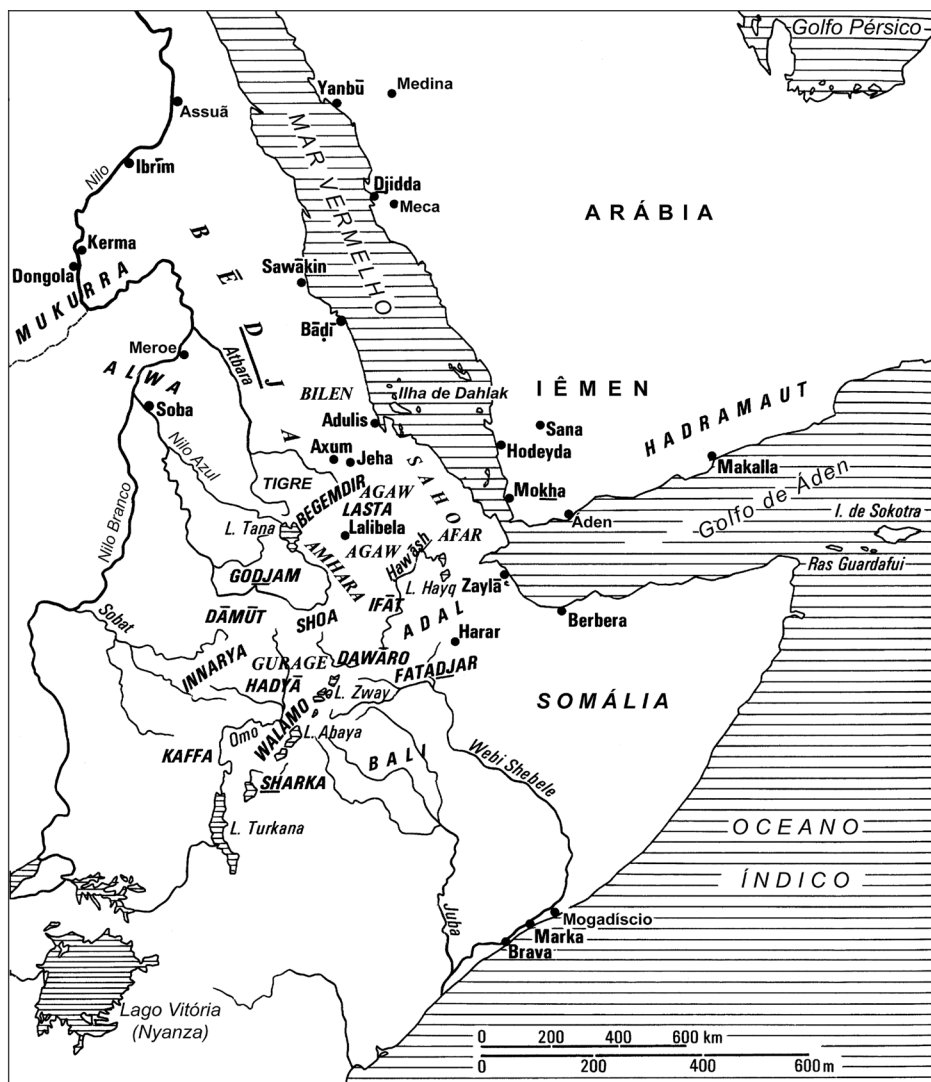 Golfo Pérsico
Yanbū
Medina
Assuã
MAR VERMELHO
Nilo
Ibrīm
Djidda
Meca
ARÁBIA
Kerma
Dongola
BĒDJA
Sawākin
MUKURRA
Bāḍi
Meroe
Atbara
ALWA
IÊMEN
BILEN
Ilha de Dahlak
HADRAMAUT
Soba
Adulis
Sana
Hodeyda
Makalla
Nilo Azul
Axum
Jeha
SAHO
Golfo de Áden
TIGRE
BEGEMDIR
AGAW
Mokha
Áden
LASTA
I. de Sokotra
Nilo Branco
L. Tana
Lalibela
AFAR
AGAW
AMHARA
Hawāsh
Ras Guardafui
GODJAM
L. Hayq
Zaylāʿ
IFĀT
Berbera
Sobat
DĀMŪT
SHOA
ADAL
Harar
GURAGE
DAWĀRO
INNARYA
FATADJAR
HADYĀ
L. Zway
SOMÁLIA
WALAMO
Omo
L. Abaya
KAFFA
BALI
Webi Shebele
SHARKA
L. Turkana
OCEANO
ÍNDICO
Juba
Mogadíscio
Mārka
Brava
Lago Vitória
(Nyanza)
0 200 400 600 km
0 200 400 600 m